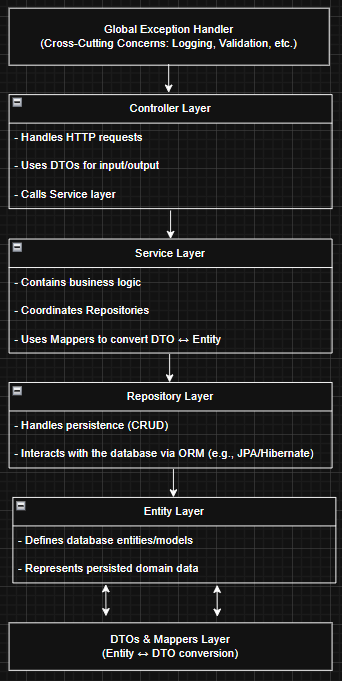 Global Exception Handler
(Cross-Cutting Concerns: Logging, Validation, etc.)
Controller Layer
- Handles HTTP requests
- Uses DTOs for input/output
- Calls Service layer
Service Layer
- Contains business logic
- Coordinates Repositories
- Uses Mappers to convert DTO ↔ Entity
Repository Layer
- Handles persistence (CRUD)
- Interacts with the database via ORM (e.g., JPA/Hibernate)
Entity Layer
- Defines database entities/models
- Represents persisted domain data
DTOs & Mappers Layer
(Entity ↔ DTO conversion)